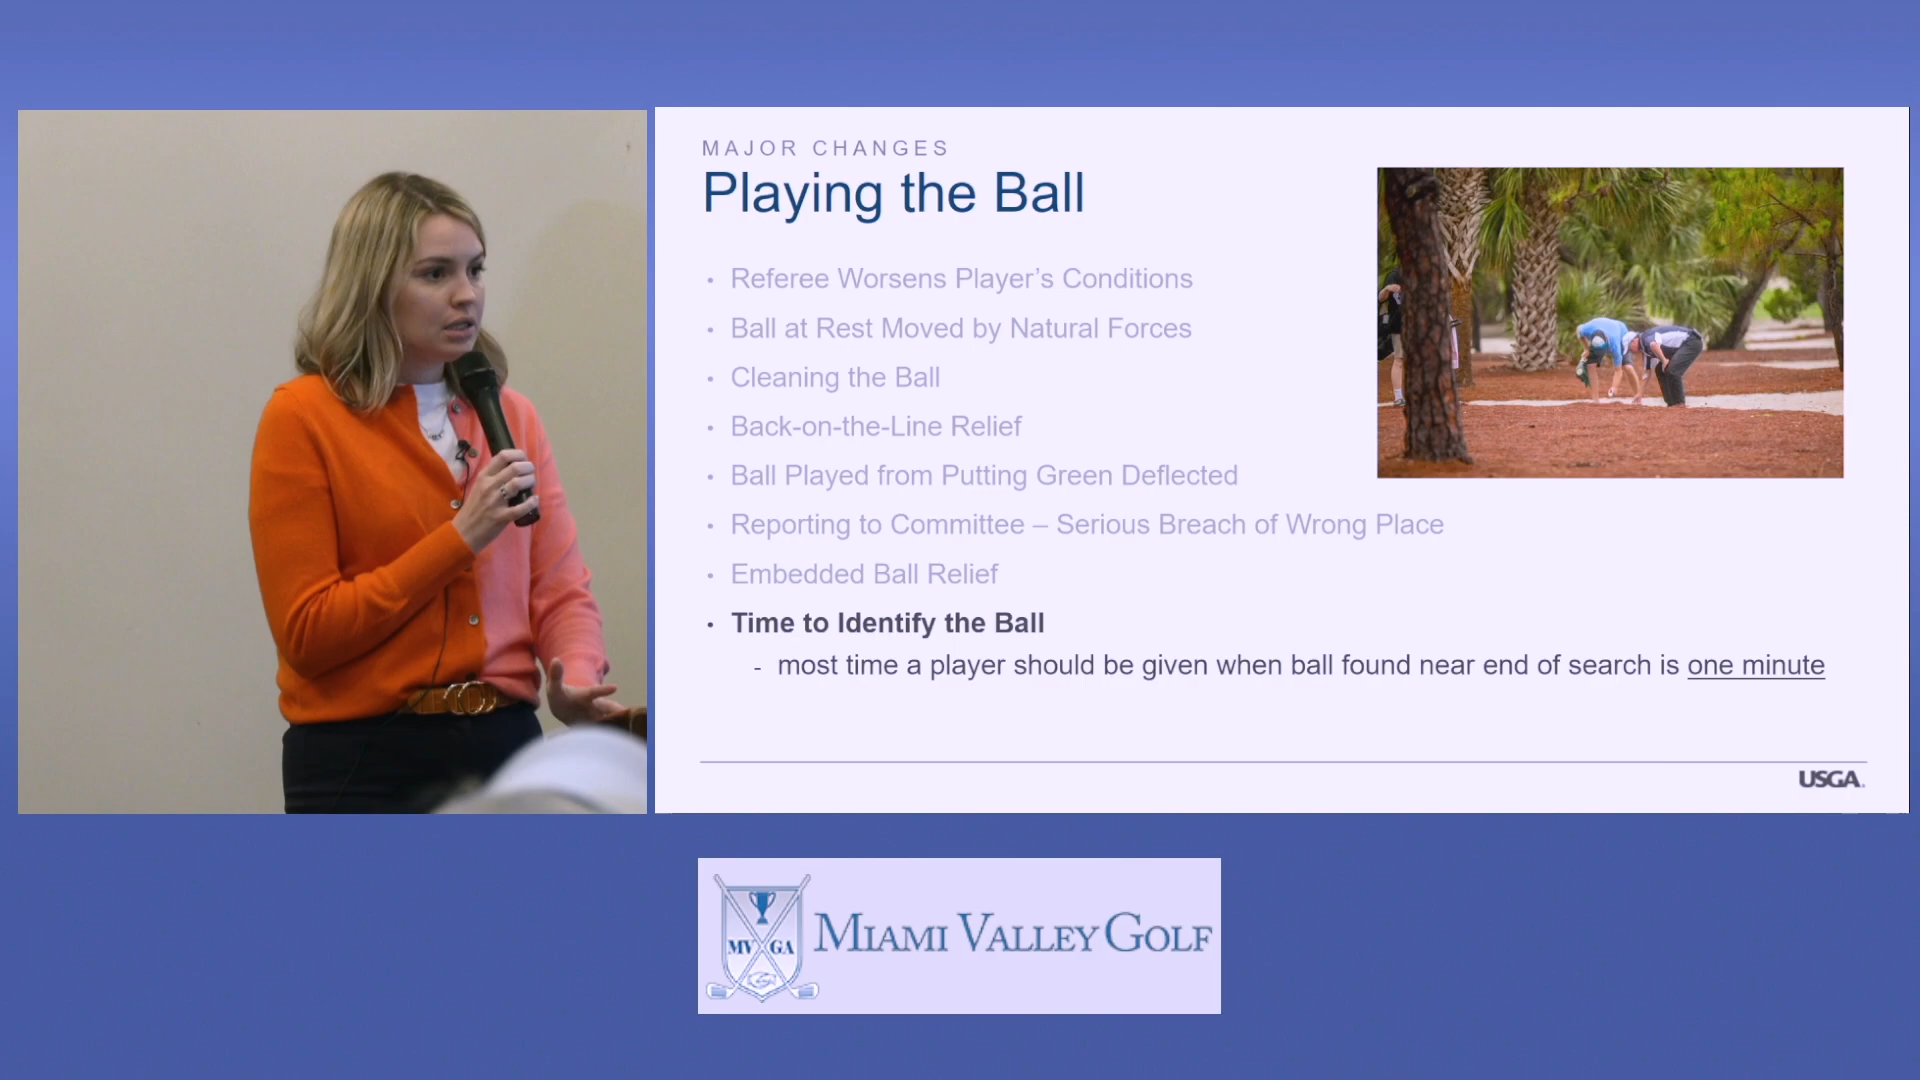 MAJOR CHANGES
Playing the Ball
• Referee Worsens Player’s Conditions
• Ball at Rest Moved by Natural Forces
• Cleaning the Ball
• Back-on-the-Line Relief
• Ball Played from Putting Green Deflected
• Reporting to Committee – Serious Breach of Wrong Place
• Embedded Ball Relief
• Time to Identify the Ball
- most time a player should be given when ball found near end of search is one minute
USGA.
MV GA
MIAMI VALLEY GOLF